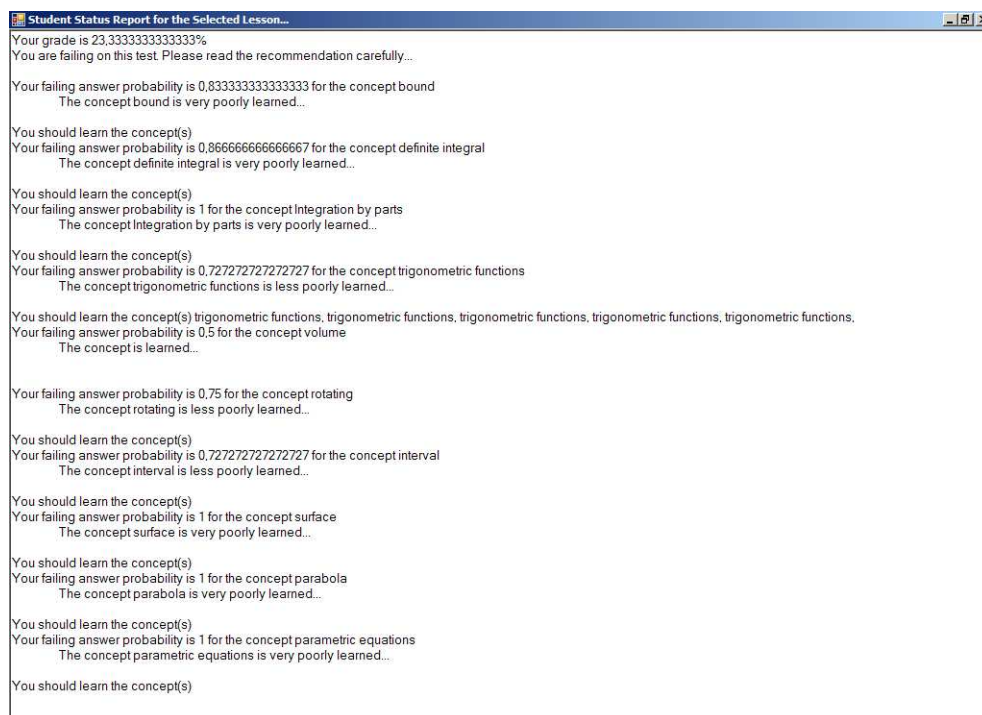 Student Status Report for the Selected Lesson...
Your grade is 23,3333333333333%
You are failing on this test. Please read the recommendation carefully...
Your failing answer probability is 0,833333333333333 for the concept bound
The concept bound is very poorly learned...
You should learn the concept(s)
Your failing answer probability is 0,866666666666667 for the concept definite integral
The concept definite integral is very poorly learned...
You should learn the concept(s)
Your failing answer probability is 1 for the concept Integration by parts
The concept Integration by parts is very poorly learned...
You should learn the concept(s)
Your failing answer probability is 0,727272727272727 for the concept trigonometric functions
The concept trigonometric functions is less poorly learned...
You should learn the concept(s) trigonometric functions, trigonometric functions, trigonometric functions, trigonometric functions, trigonometric functions,
Your failing answer probability is 0,5 for the concept volume
The concept is learned...
Your failing answer probability is 0,75 for the concept rotating
The concept rotating is less poorly learned...
You should learn the concept(s)
Your failing answer probability is 0,727272727272727 for the concept interval
The concept interval is less poorly learned...
You should learn the concept(s)
Your failing answer probability is 1 for the concept surface
The concept surface is very poorly learned...
You should learn the concept(s)
Your failing answer probability is 1 for the concept parabola
The concept parabola is very poorly learned...
You should learn the concept(s)
Your failing answer probability is 1 for the concept parametric equations
The concept parametric equations is very poorly learned...
You should learn the concept(s)